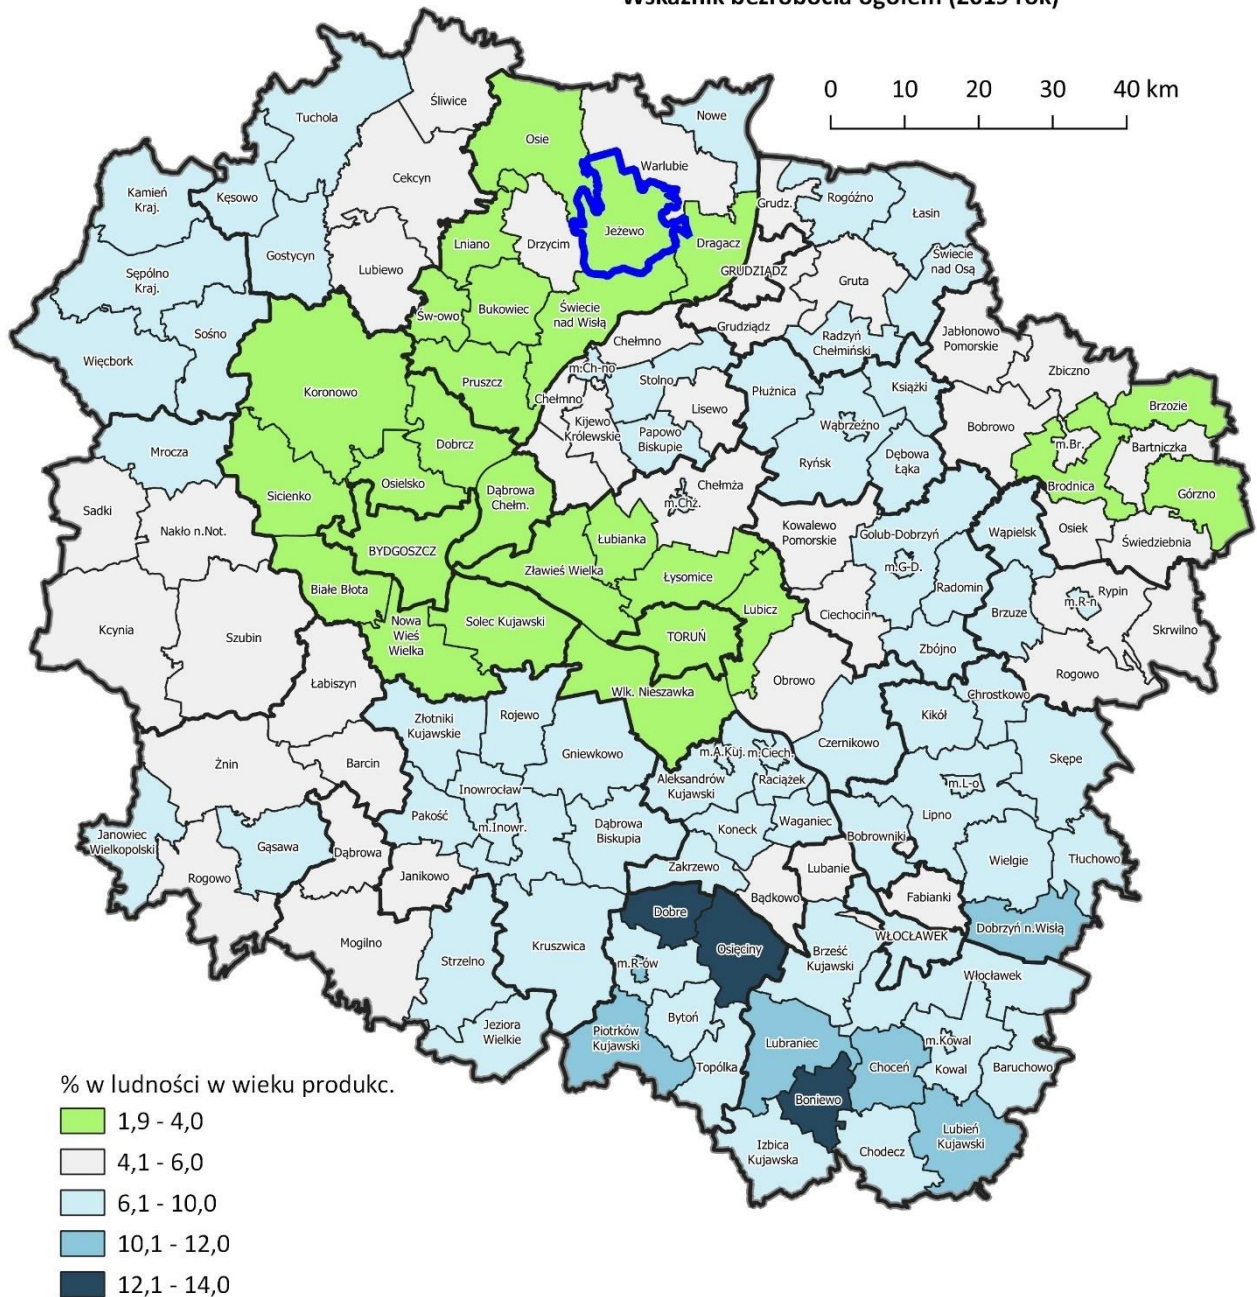 Wskaźnik bezrobocia ogółem (2019 rok)
0 10 20 30 40 km
Śliwice
Tuchola
Osie
Nowe
Warlubie
Cekcyn
Kamień
Kraj.
Kęsowo
Grudz.
Rogóźno
Łasin
Jeżewo
Lniano
Drzycim
Dragacz
Gostycyn
Lubiewo
Świecie
nad Osą
Sępólno
Kraj.
GRUDZIĄDZ
Gruta
Św-owo
Bukowiec
Świecie
nad Wisłą
Sośno
Więcbork
Grudziądz
Chełmno
Radzyń
Chełmiński
Jabłonowo
Pomorskie
Zbiczno
m.Ch-no
Stolno
Pruszcz
Koronowo
Płużnica
Książki
Brzozie
Chełmno
Lisewo
Kijewo
Królewskie
Papowo
Biskupie
Wąbrzeźno
Bobrowo
m.Br.
Bartniczka
Dobrcz
Mrocza
Ryńsk
Dębowa
Łąka
Osielsko
Dąbrowa
Chełm.
Chełmża
m.Chż.
Brodnica
Górzno
Sicienko
Sadki
Nakło n.Not.
Kowalewo
Pomorskie
Golub-Dobrzyń
Wąpielsk
Osiek
Świedziebnia
Łubianka
BYDGOSZCZ
Zławieś Wielka
Łysomice
m.G-D.
Radomin
Białe Błota
Brzuze
m.R-n.
Rypin
Lubicz
Ciechocin
Nowa
Wieś
Wielka
Solec Kujawski
TORUŃ
Kcynia
Szubin
Skrwilno
Zbójno
Rogowo
Łabiszyn
Wlk. Nieszawka
Obrowo
Chrostkowo
Kikół
Złotniki
Kujawskie
Rojewo
Czernikowo
Gniewkowo
m.A.Kuj.
m.Ciech.
Skępe
Żnin
Barcin
Aleksandrów
Kujawski
Raciążek
m.L-o.
Inowrocław
Pakość
m.Inowr.
Dąbrowa
Biskupia
Koneck
Waganiec
Bobrowniki
Lipno
Janowiec
Wielkopolski
Gąsawa
Dąbrowa
Wielgie
Tłuchowo
Rogowo
Janikowo
Zakrzewo
Lubanie
Bądkowo
Fabianki
Dobre
Dobrzyń n.Wisłą
Mogilno
Kruszwica
Osięciny
WŁOCŁAWEK
Brześć
Kujawski
Strzelno
m.R-ów
Włocławek
Jeziora
Wielkie
Piotrków
Kujawski
Bytoń
Lubraniec
m.Kowal
Topólka
Choceń
Kowal
Baruchowo
Boniewo
Lubień
Kujawski
Izbica
Kujawska
Chodecz
% w ludności w wieku produkc.
1,9 - 4,0
4,1 - 6,0
6,1 - 10,0
10,1 - 12,0
12,1 - 14,0